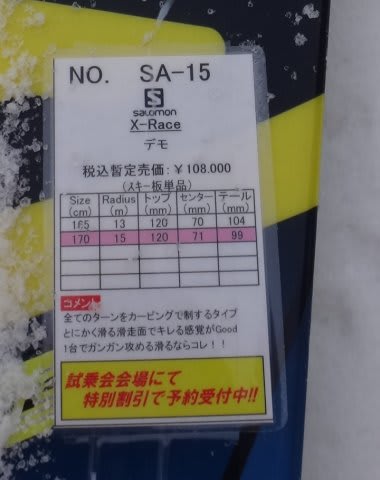 NO. SA-15
salomon
X-Race
デモ
税込暫定売価:¥108.000
(スキー板単品)
Size (cm) Radius (m) トップ (mm) センター (mm) テール (mm)
165 13 120 70 104
170 15 120 71 99
コメント
全てのターンをカービングで制するタイプ
とにかく滑る滑走面でキレる感覚がGood
1台でガンガン攻める滑るならコレ!!
試乗会会場にて
特別割引で予約受付中!!